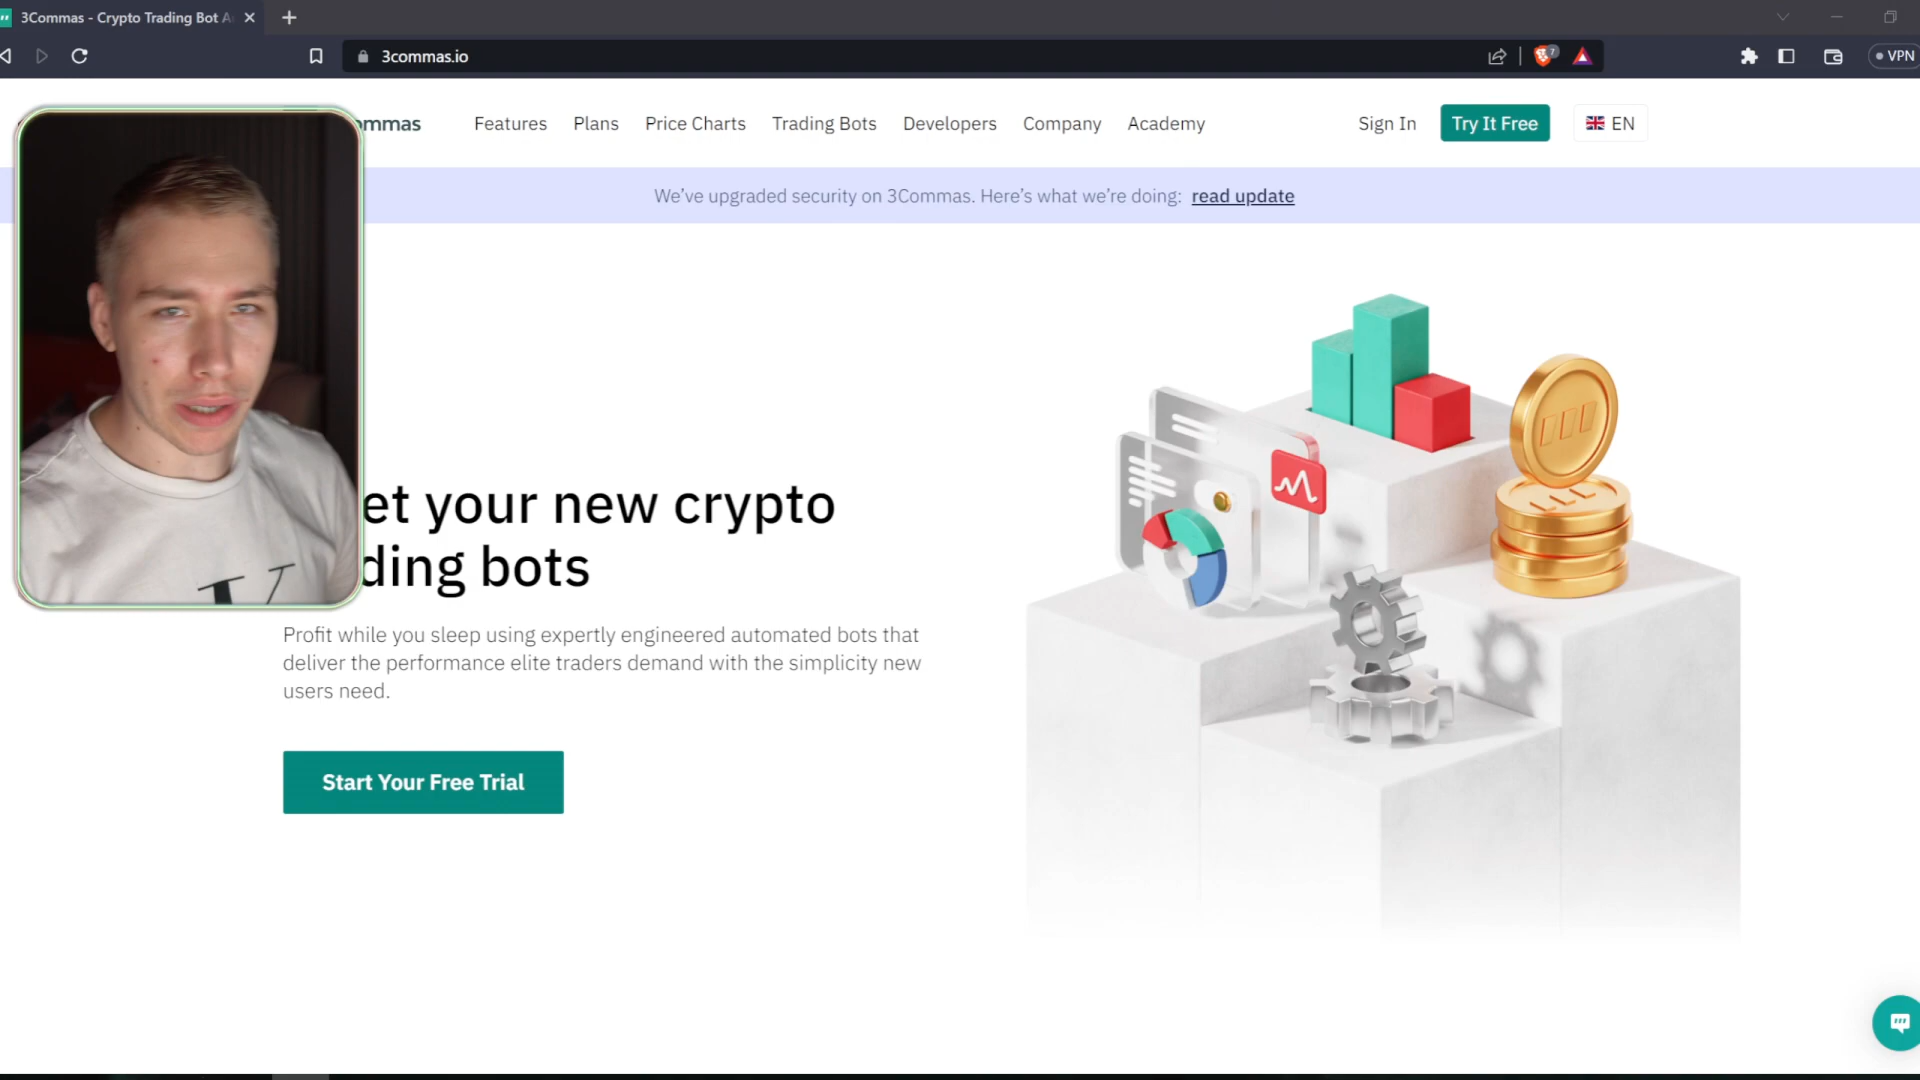 3Commas - Crypto Trading Bot A
3commas.io
7
VPN
ommas
Features
Plans
Price Charts
Trading Bots
Developers
Company
Academy
Sign In
Try It Free
EN
We've upgraded security on 3Commas. Here's what we're doing: read update
et your new crypto
ding bots
Profit while you sleep using expertly engineered automated bots that
deliver the performance elite traders demand with the simplicity new
users need.
Start Your Free Trial